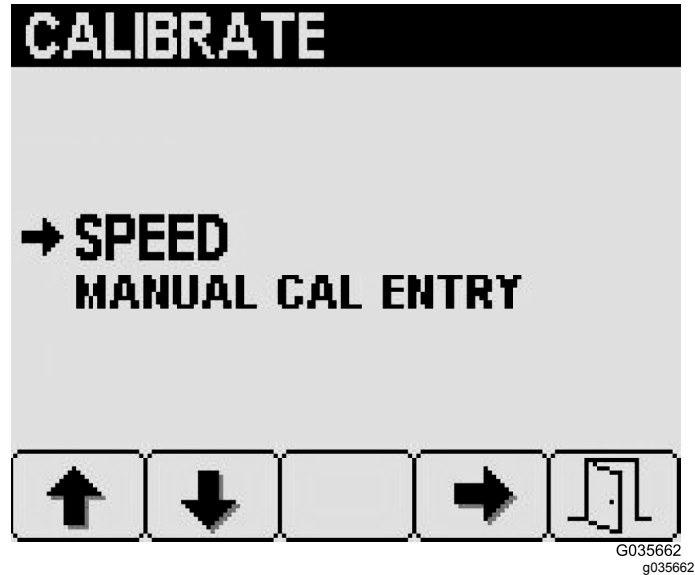 CALIBRATE
SPEED
MANUAL CAL ENTRY
G035662
g035662